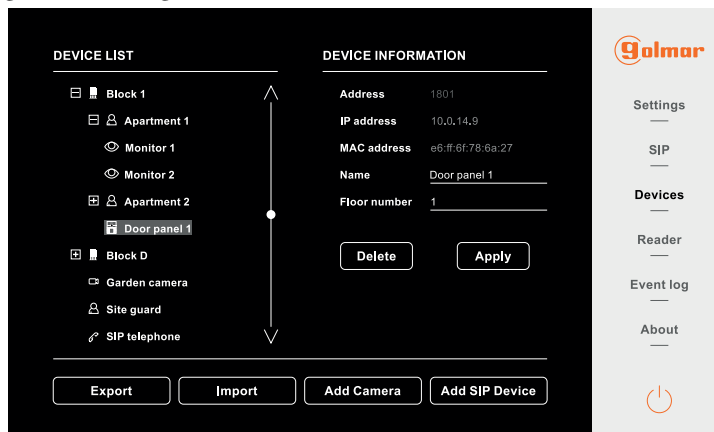 DEVICE LIST
Block 1
Apartment 1
Monitor 1
Monitor 2
Apartment 2
Door panel 1
Block D
Garden camera
Site guard
SIP telephone
DEVICE INFORMATION
Address 1801
IP address 10.0.14.9
MAC address e6:ff:6f:78:6a:27
Name Door panel 1
Floor number 1
Delete Apply
Export Import Add Camera Add SIP Device
golmar
Settings
SIP
Devices
Reader
Event log
About